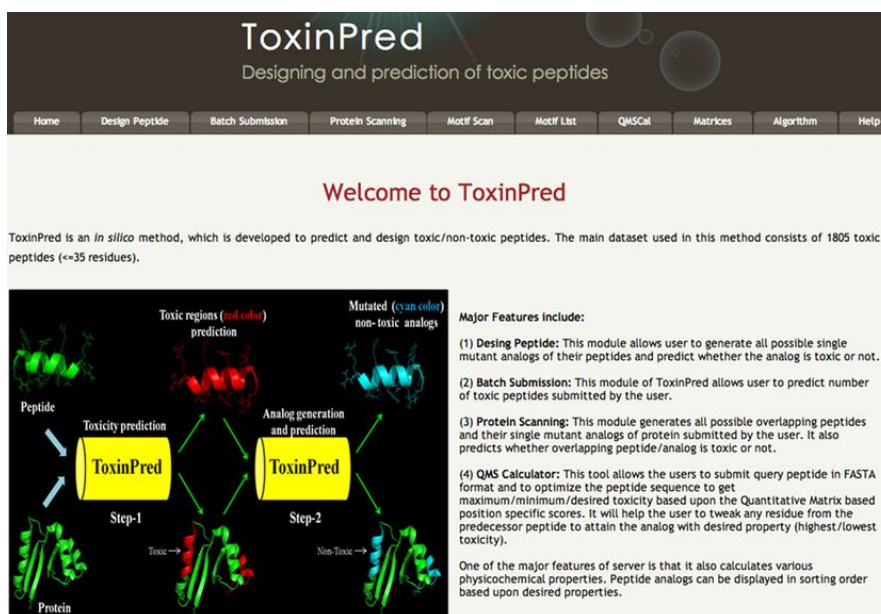 ToxinPred
Designing and prediction of toxic peptides
Home Design Peptide Batch Submission Protein Scanning Motif Scan Motif List QMSCal Matrices Algorithm Help
Welcome to ToxinPred
ToxinPred is an in silico method, which is developed to predict and design toxic/non-toxic peptides. The main dataset used in this method consists of 1805 toxic
peptides (<=35 residues).
Toxic regions (red color)
prediction
Mutated (cyan color)
non- toxic analogs
Peptide
Toxicity prediction
Analog generation
and prediction
ToxinPred
ToxinPred
Step-1
Step-2
Toxic
Non-Toxic
Protein
Major Features include:
(1) Desing Peptide: This module allows user to generate all possible single
mutant analogs of their peptides and predict whether the analog is toxic or not.
(2) Batch Submission: This module of ToxinPred allows user to predict number
of toxic peptides submitted by the user.
(3) Protein Scanning: This module generates all possible overlapping peptides
and their single mutant analogs of protein submitted by the user. It also
predicts whether overlapping peptide/analog is toxic or not.
(4) QMS Calculator: This tool allows the users to submit query peptide in FASTA
format and to optimize the peptide sequence to get
maximum/minimum/desired toxicity based upon the Quantitative Matrix based
position specific scores. It will help the user to tweak any residue from the
predecessor peptide to attain the analog with desired property (highest/lowest
toxicity).
One of the major features of server is that it also calculates various
physicochemical properties. Peptide analogs can be displayed in sorting order
based upon desired properties.